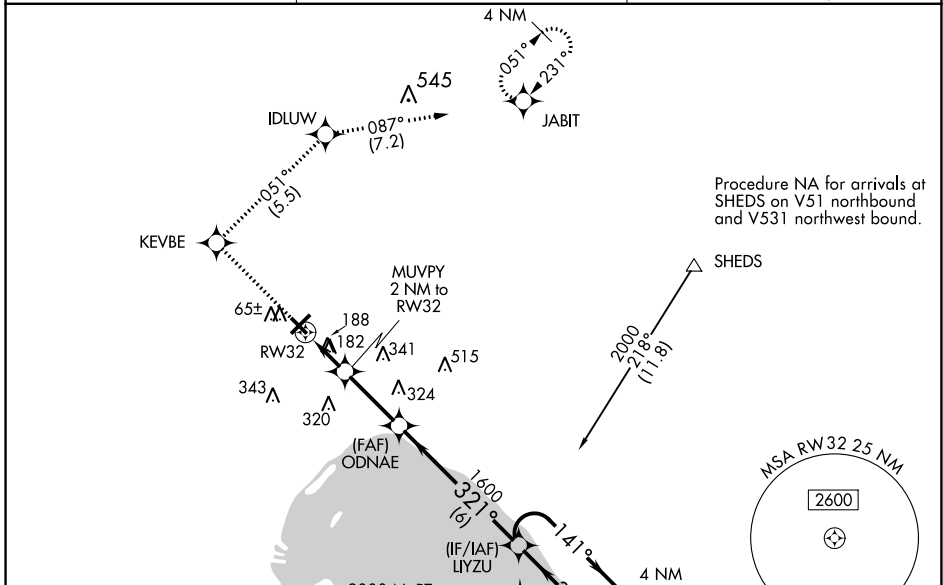 4 NM
051°
231°
545
IDLUW
087°
(7.2)
JABIT
051°
(5.5)
Procedure NA for arrivals at
SHEDS on V51 northbound
and V531 northwest bound.
KEVBE
SHEDS
MUVPY
2 NM to
RW32
65±
188
182
RW32
341
515
2000
218°
(11.8)
343
324
320
(FAF)
ODNAE
MSA RW 32 25 NM
1600
321°
(6)
2600
141°
(IF/IAF)
LIYZU
4 NM